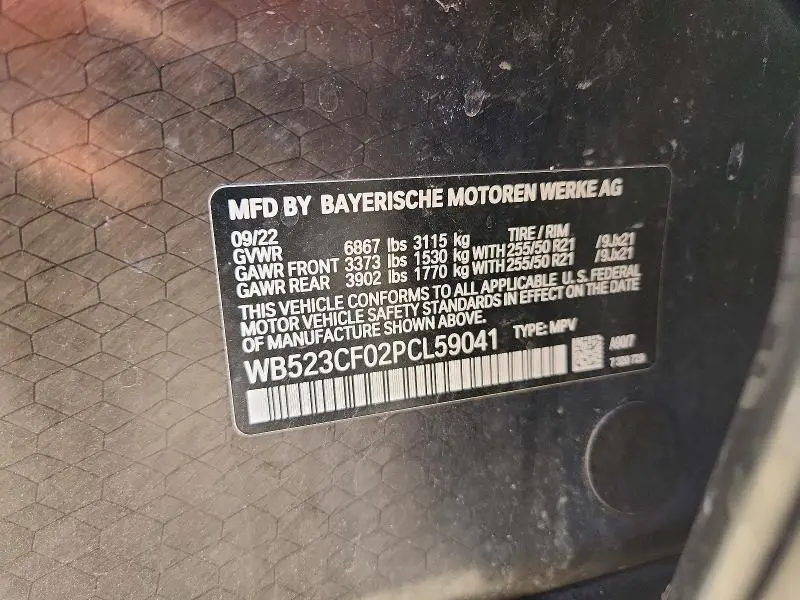 MFD BY BAYERISCHE MOTOREN WERKE AG
09/22 TIRE / RIM
GVWR 6867 lbs 3115 kg
GAWR FRONT 3373 lbs 1530 kg WITH 255/50 R21 /9Jx21
GAWR REAR 3902 lbs 1770 kg WITH 255/50 R21 /9Jx21
THIS VEHICLE CONFORMS TO ALL APPLICABLE U.S. FEDERAL
MOTOR VEHICLE SAFETY STANDARDS IN EFFECT ON THE DATE
OF MANUFACTURE SHOWN ABOVE.
TYPE: MPV
WB523CF02PCL59041